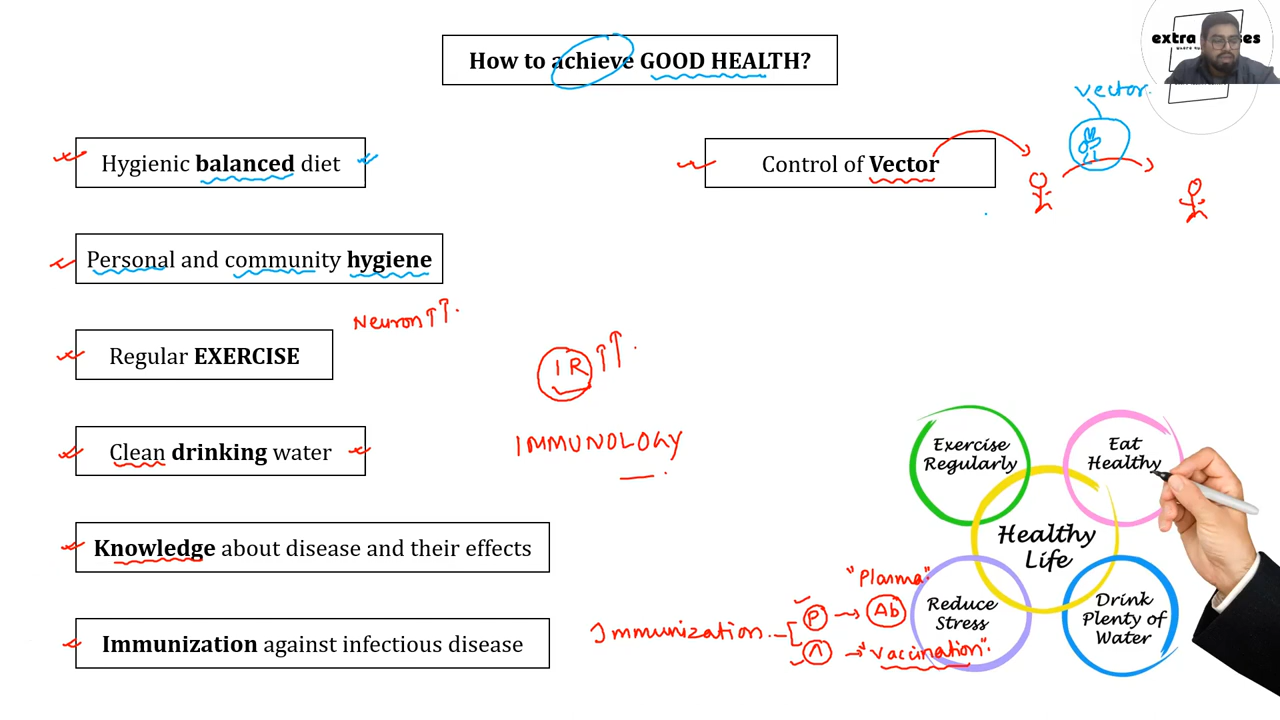 How to achieve GOOD HEALTH?
extra
ses
vector.
Hygienic balanced diet
Control of Vector
Personal and community hygiene
Neuron ↑↑.
Regular EXERCISE
IR ↑↑.
Clean drinking water
IMMUNOLOGY
Knowledge about disease and their effects
Immunization against infectious disease
Exercise
Regularly
Eat
Healthy
Healthy
Life
Reduce
Stress
Drink
Plenty of
Water
"Plasma"
Immunization
P → Ab
→ "vaccination"